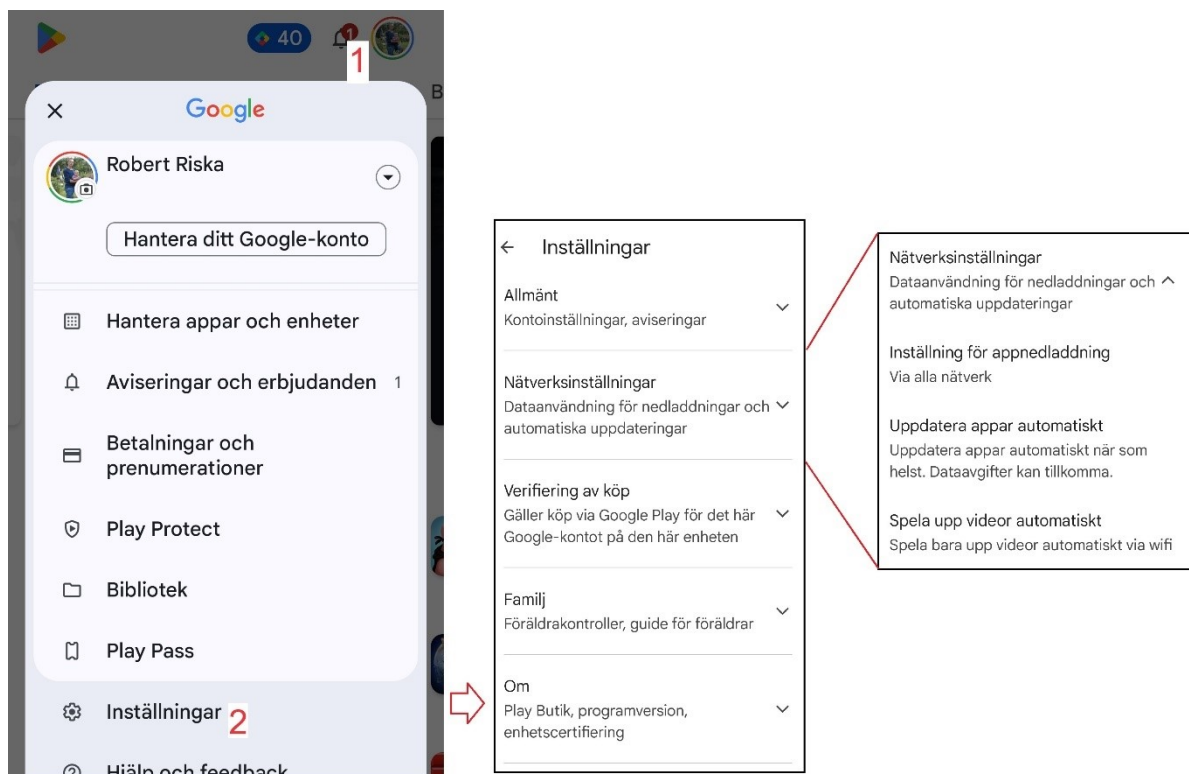 40
1
1
B
Google
Robert Riska
Hantera ditt Google-konto
Hantera appar och enheter
Aviseringar och erbjudanden 1
Betalningar och
prenumerationer
Play Protect
Bibliotek
Play Pass
Inställningar 2
Hjälp och feedback
Inställningar
Allmänt
Kontoinställningar, aviseringar
Nätverksinställningar
Dataanvändning för nedladdningar och
automatiska uppdateringar
Verifiering av köp
Gäller köp via Google Play för det här
Google-kontot på den här enheten
Familj
Föräldrakontroller, guide för föräldrar
Om
Play Butik, programversion,
enhetscertifiering
Nätverksinställningar
Dataanvändning för nedladdningar och
automatiska uppdateringar
Inställning för appnedladdning
Via alla nätverk
Uppdatera appar automatiskt
Uppdatera appar automatiskt när som
helst. Dataavgifter kan tillkomma.
Spela upp videor automatiskt
Spela bara upp videor automatiskt via wifi